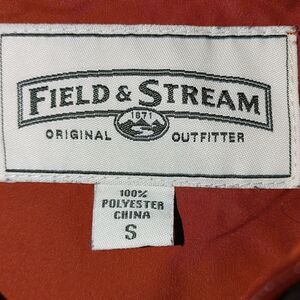 FIELD & STREAM
1871
ORIGINAL OUTFITTER
100%
POLYESTER
CHINA
S